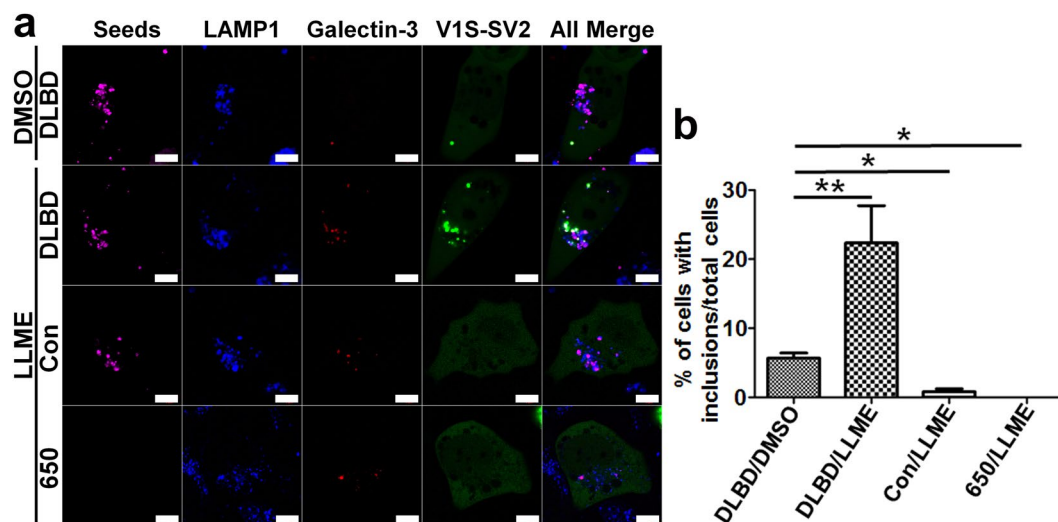 a
Seeds LAMP1 Galectin-3 V1S-SV2 All Merge
DMSO
DLBD
LLME
DLBD
Con
650
b
*
*
**
% of cells with
inclusions/total cells
30
20
10
0
DLBD/DMSO
DLBD/LLME
Con/LLME
650/LLME